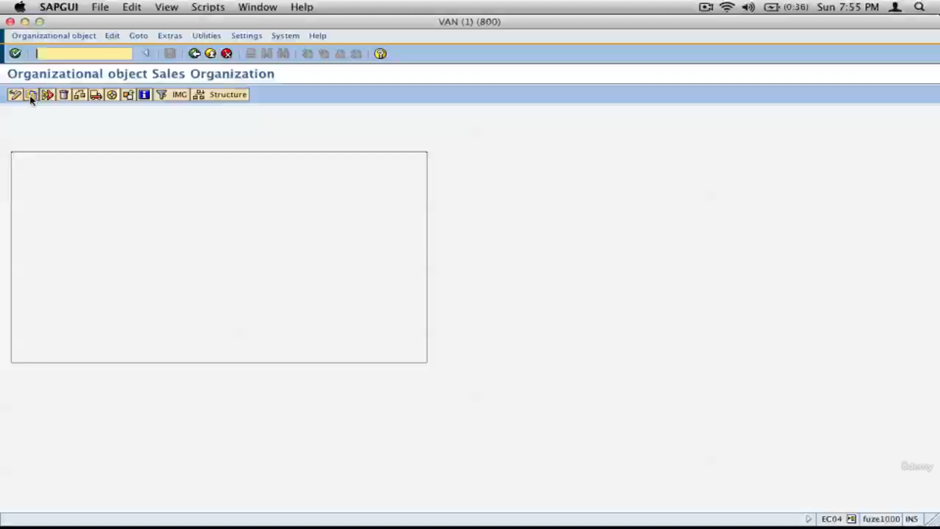 SAPGUI File Edit View Scripts Window Help (0:36) Sun 7:55 PM
VAN (1) (800)
Organizational object Edit Goto Extras Utilities Settings System Help
Organizational object Sales Organization
IMG Structure
Udemy
EC04 fuze1000 INS